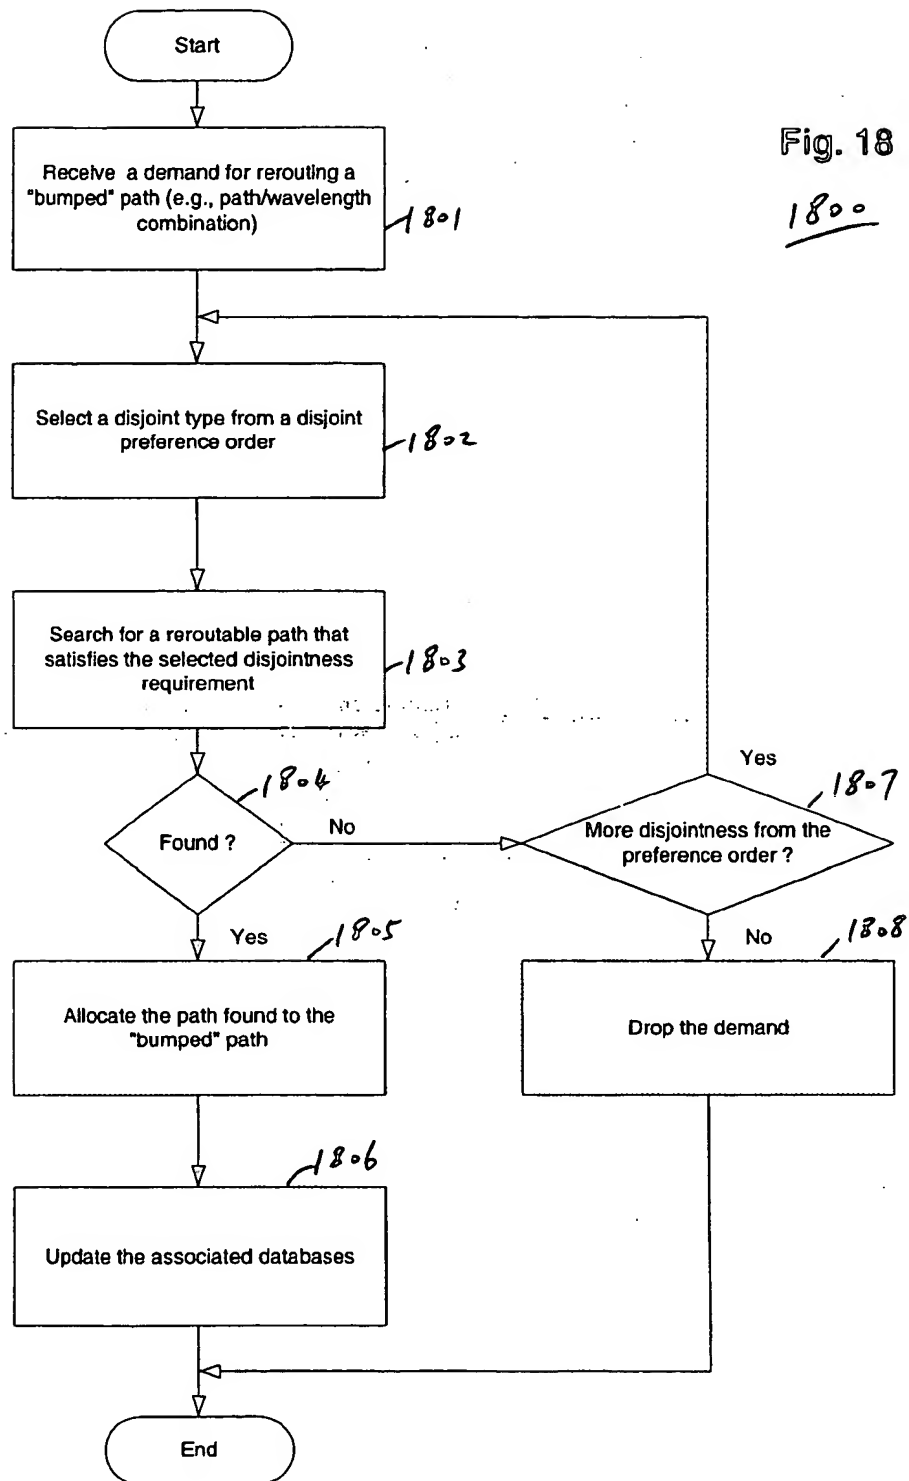 Start
Fig. 18
1800
Receive a demand for rerouting a
"bumped" path (e.g., path/wavelength
combination)
1801
Select a disjoint type from a disjoint
preference order
1802
Search for a reroutable path that
satisfies the selected disjointness
requirement
1803
1804
Found ?
No
Yes
1807
More disjointness from the
preference order ?
Yes
1805
No
1808
Allocate the path found to the
"bumped" path
Drop the demand
1806
Update the associated databases
End